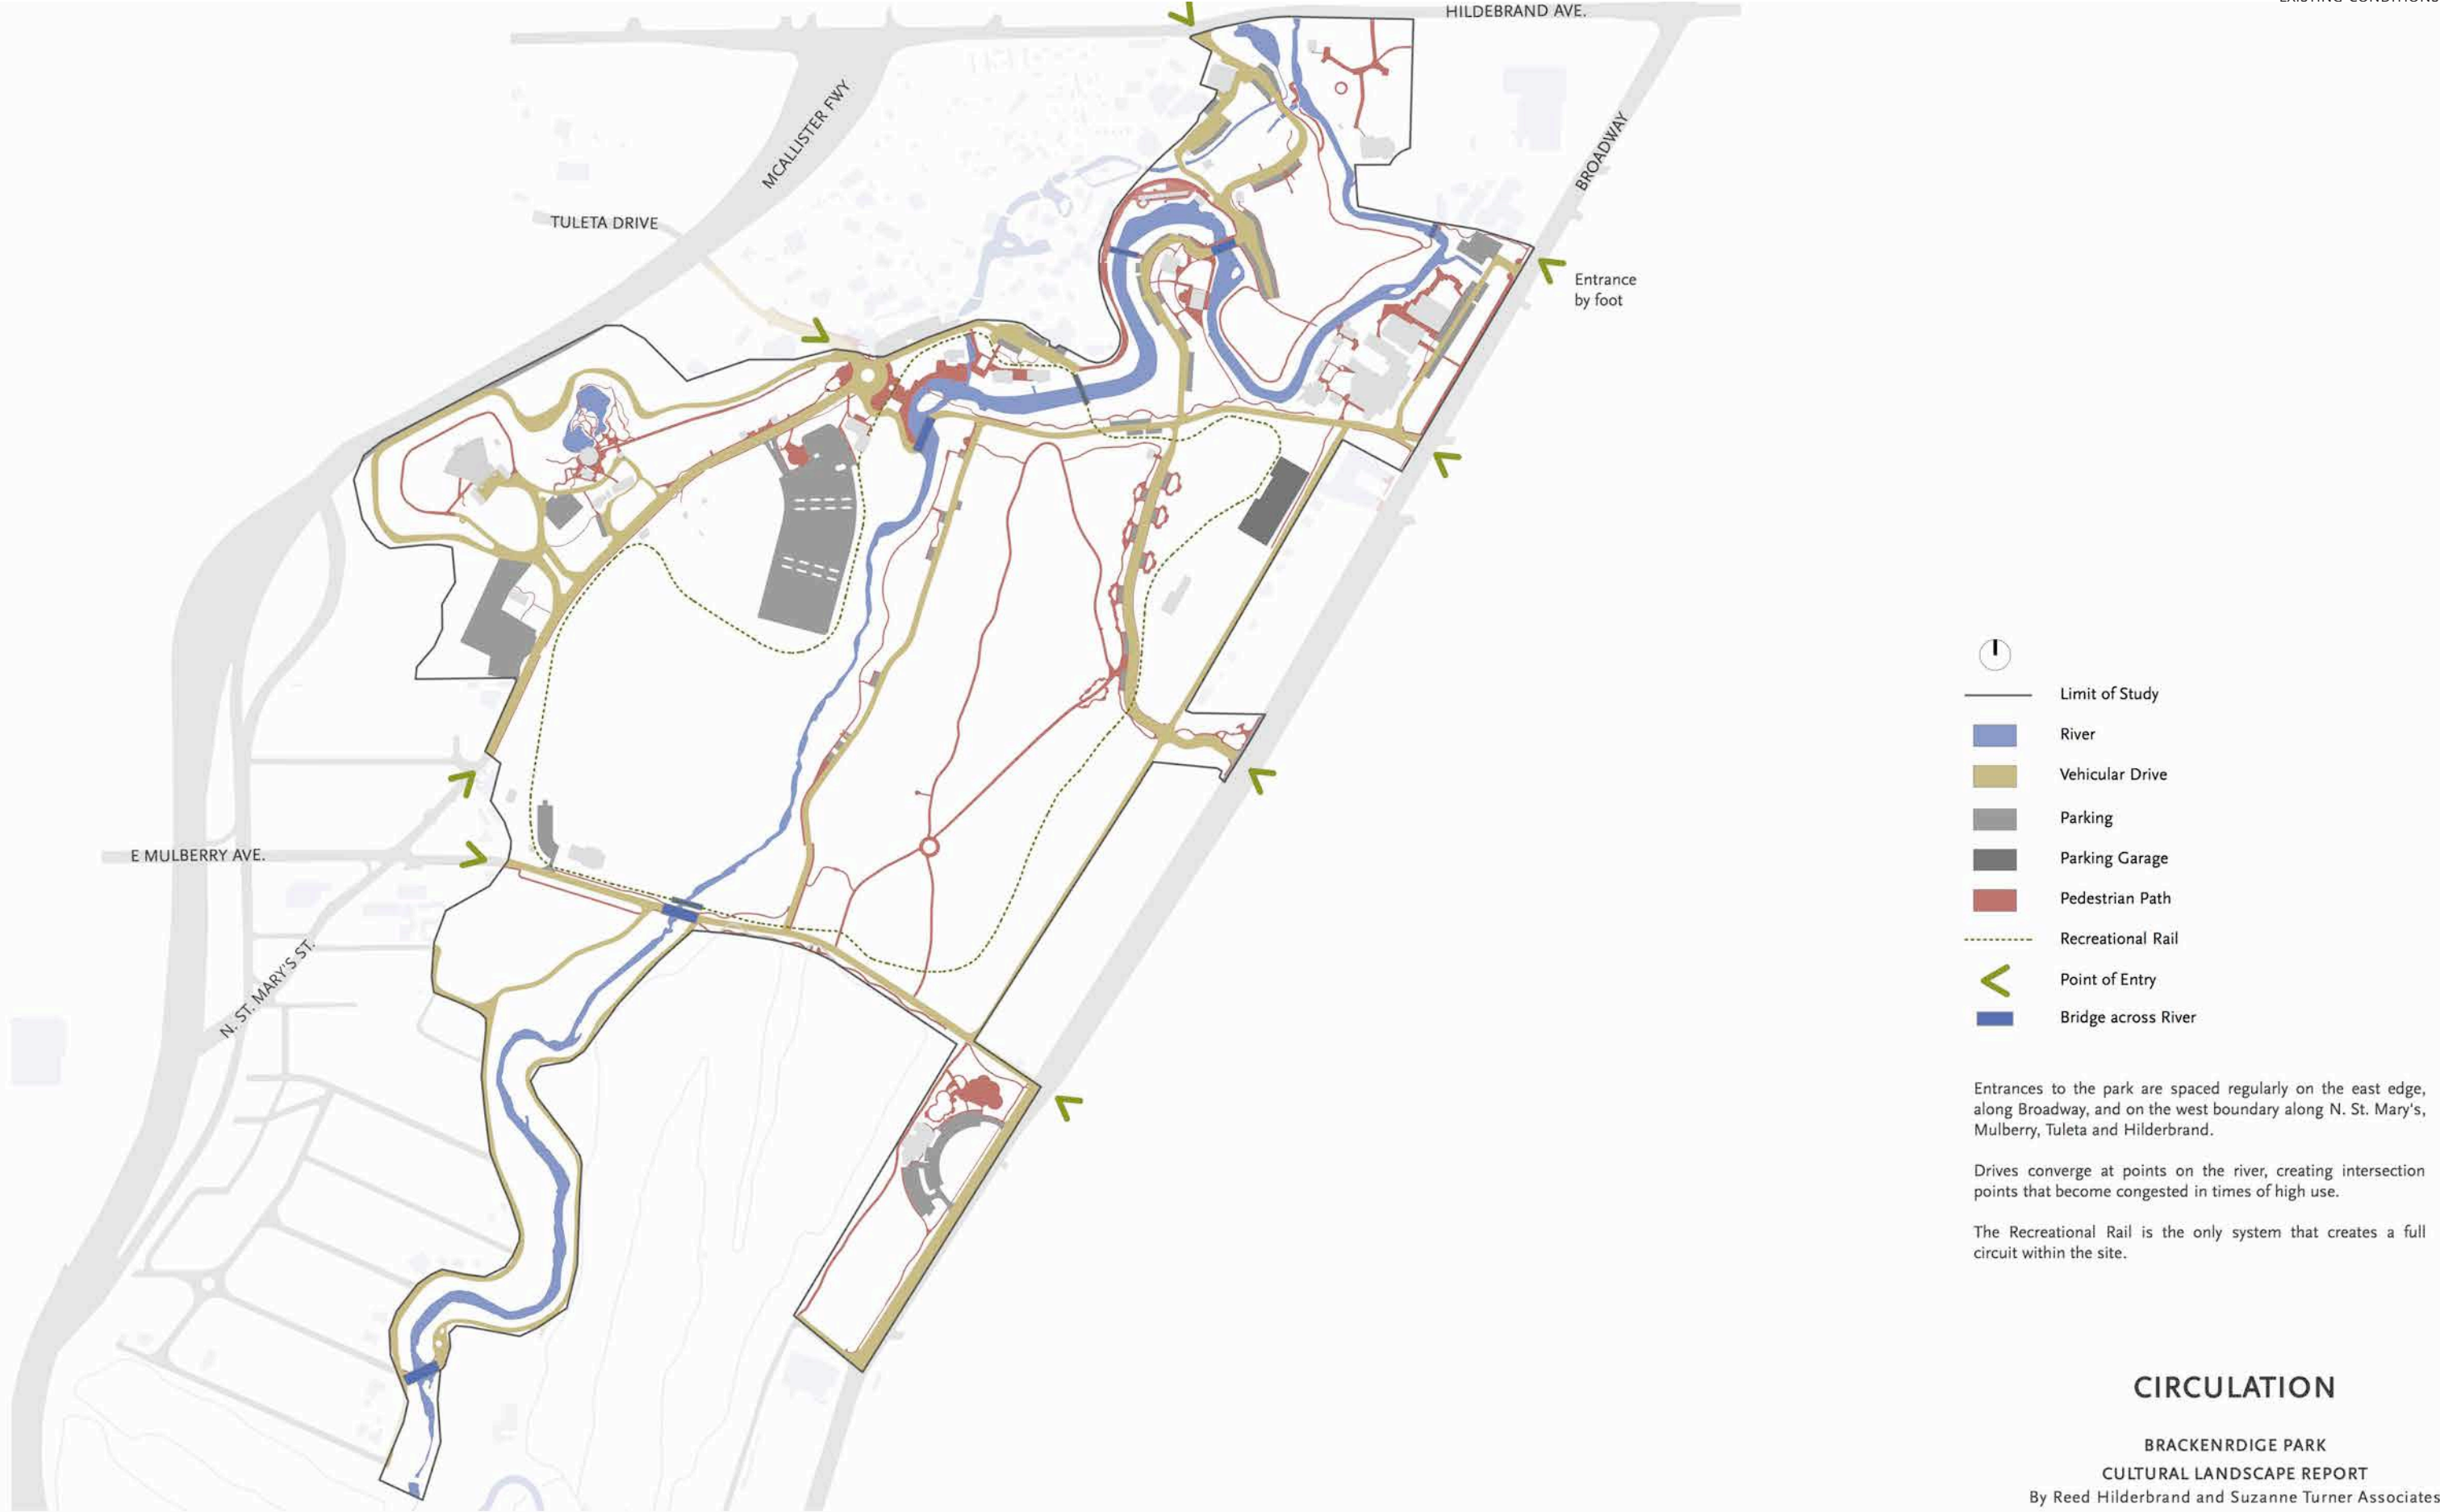 HILDEBRAND AVE.
MCALLISTER FWY
BROADWAY
TULETA DRIVE
Entrance
by foot
E MULBERRY AVE.
N. ST. MARY'S ST.
Limit of Study
River
Vehicular Drive
Parking
Parking Garage
Pedestrian Path
Recreational Rail
Point of Entry
Bridge across River
Entrances to the park are spaced regularly on the east edge,
along Broadway, and on the west boundary along N. St. Mary's,
Mulberry, Tuleta and Hilderbrand.
Drives converge at points on the river, creating intersection
points that become congested in times of high use.
The Recreational Rail is the only system that creates a full
circuit within the site.
CIRCULATION
BRACKENRDIGE PARK
CULTURAL LANDSCAPE REPORT
By Reed Hilderbrand and Suzanne Turner Associates